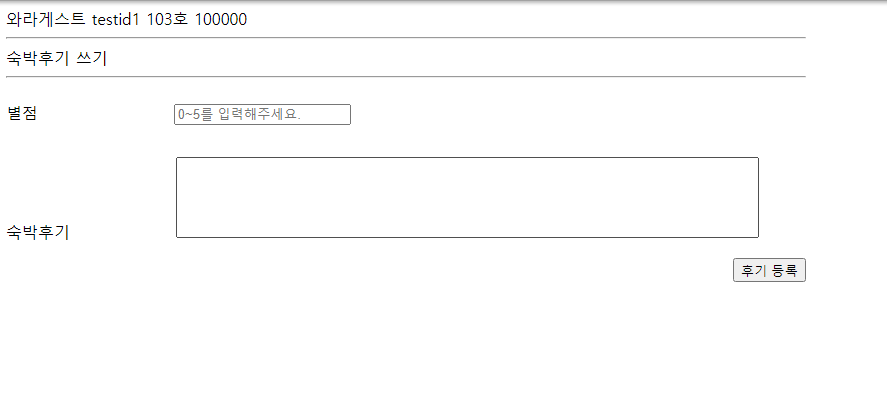 와라게스트 testid1 103호 100000
숙박후기 쓰기
별점
0~5를 입력해주세요.
숙박후기
후기 등록